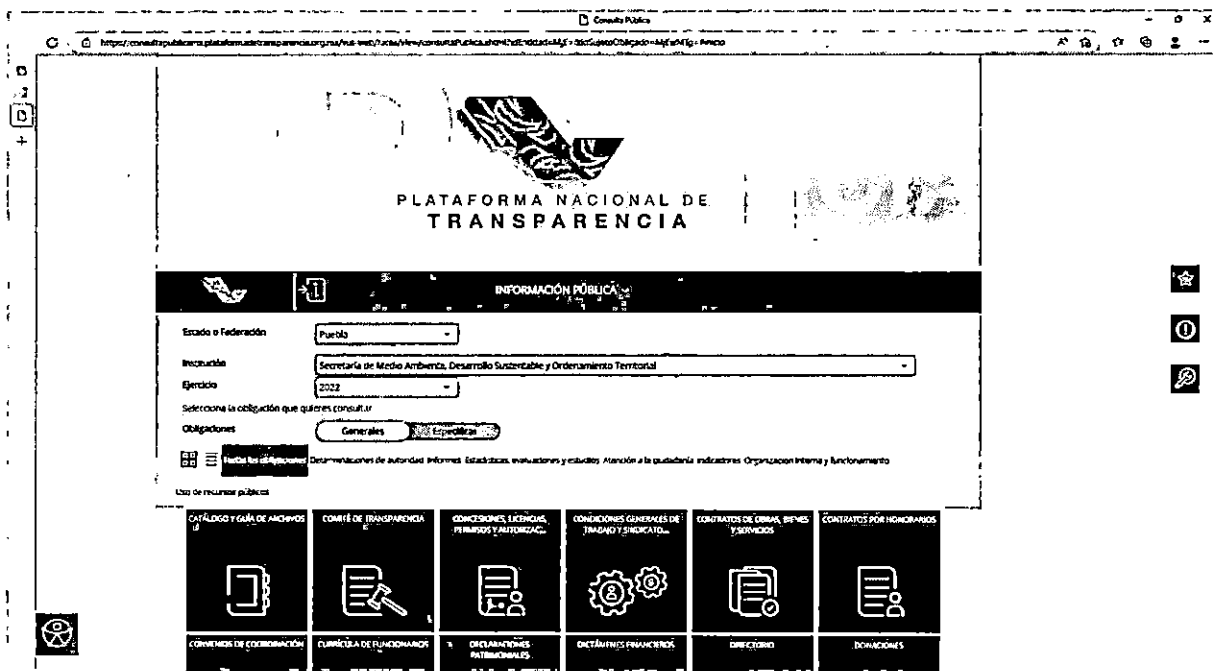 Consulta Pública
PLATAFORMA NACIONAL DE
TRANSPARENCIA
INFORMACIÓN PÚBLICA
Estado o Federación
Puebla
Institución
Secretaría de Medio Ambiente, Desarrollo Sustentable y Ordenamiento Territorial
Ejercicio
2022
Selecciona la obligación que quieres consultar
Obligaciones
Generales
Específicas
Todas las obligaciones Determinaciones de autoridad Informes Estadísticas, evaluaciones y estudios Atención a la ciudadanía Indicadores Organización interna y funcionamiento
Uso de recursos públicos
CATÁLOGO Y GUÍA DE ARCHIVOS
COMITÉ DE TRANSPARENCIA
CONCESIONES, LICENCIAS,
PERMISOS Y AUTORIZAC...
CONDICIONES GENERALES DE
TRABAJO Y SINDICATO...
CONTRATOS DE OBRAS, BIENES
Y SERVICIOS
CONTRATOS POR HONORARIOS
CONVENIOS DE COORDINACIÓN
CURRÍCULA DE FUNCIONARIOS
DECLARACIONES
PATRIMONIALES
DICTÁMENES FINANCIEROS
DIRECTORIO
DONACIONES